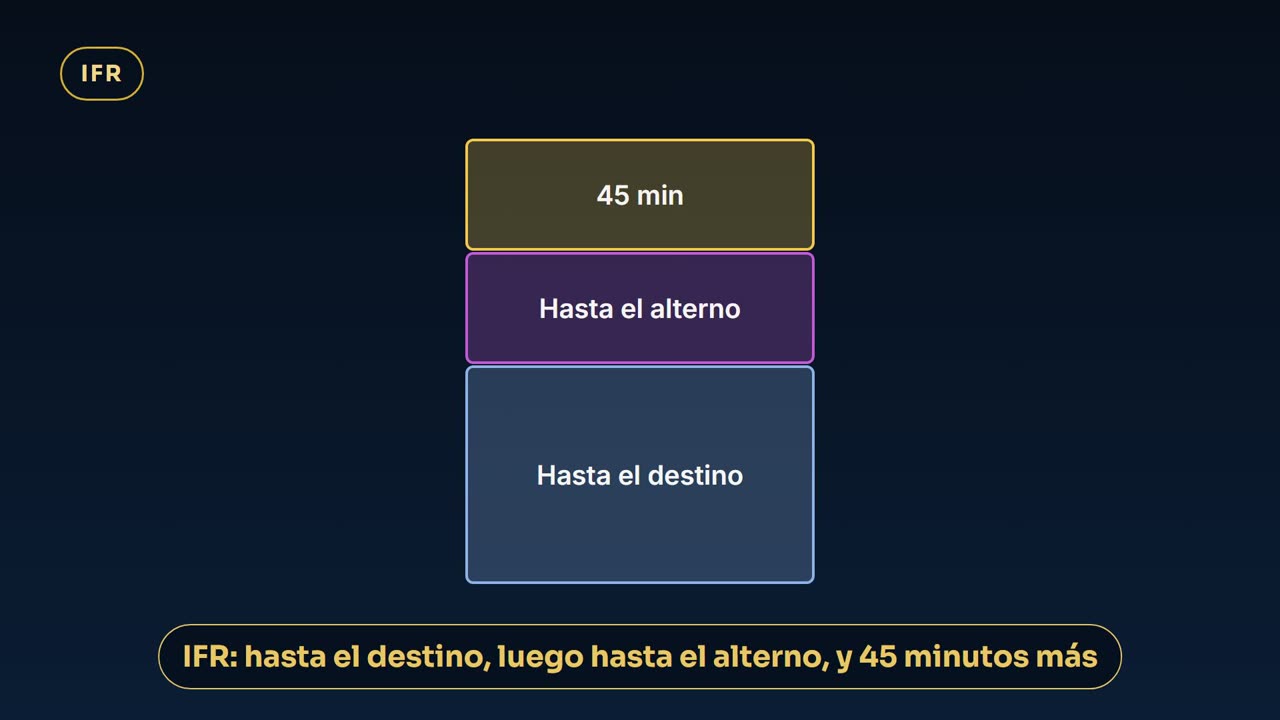 IFR
45 min
Hasta el alterno
Hasta el destino
IFR: hasta el destino, luego hasta el alterno, y 45 minutos más